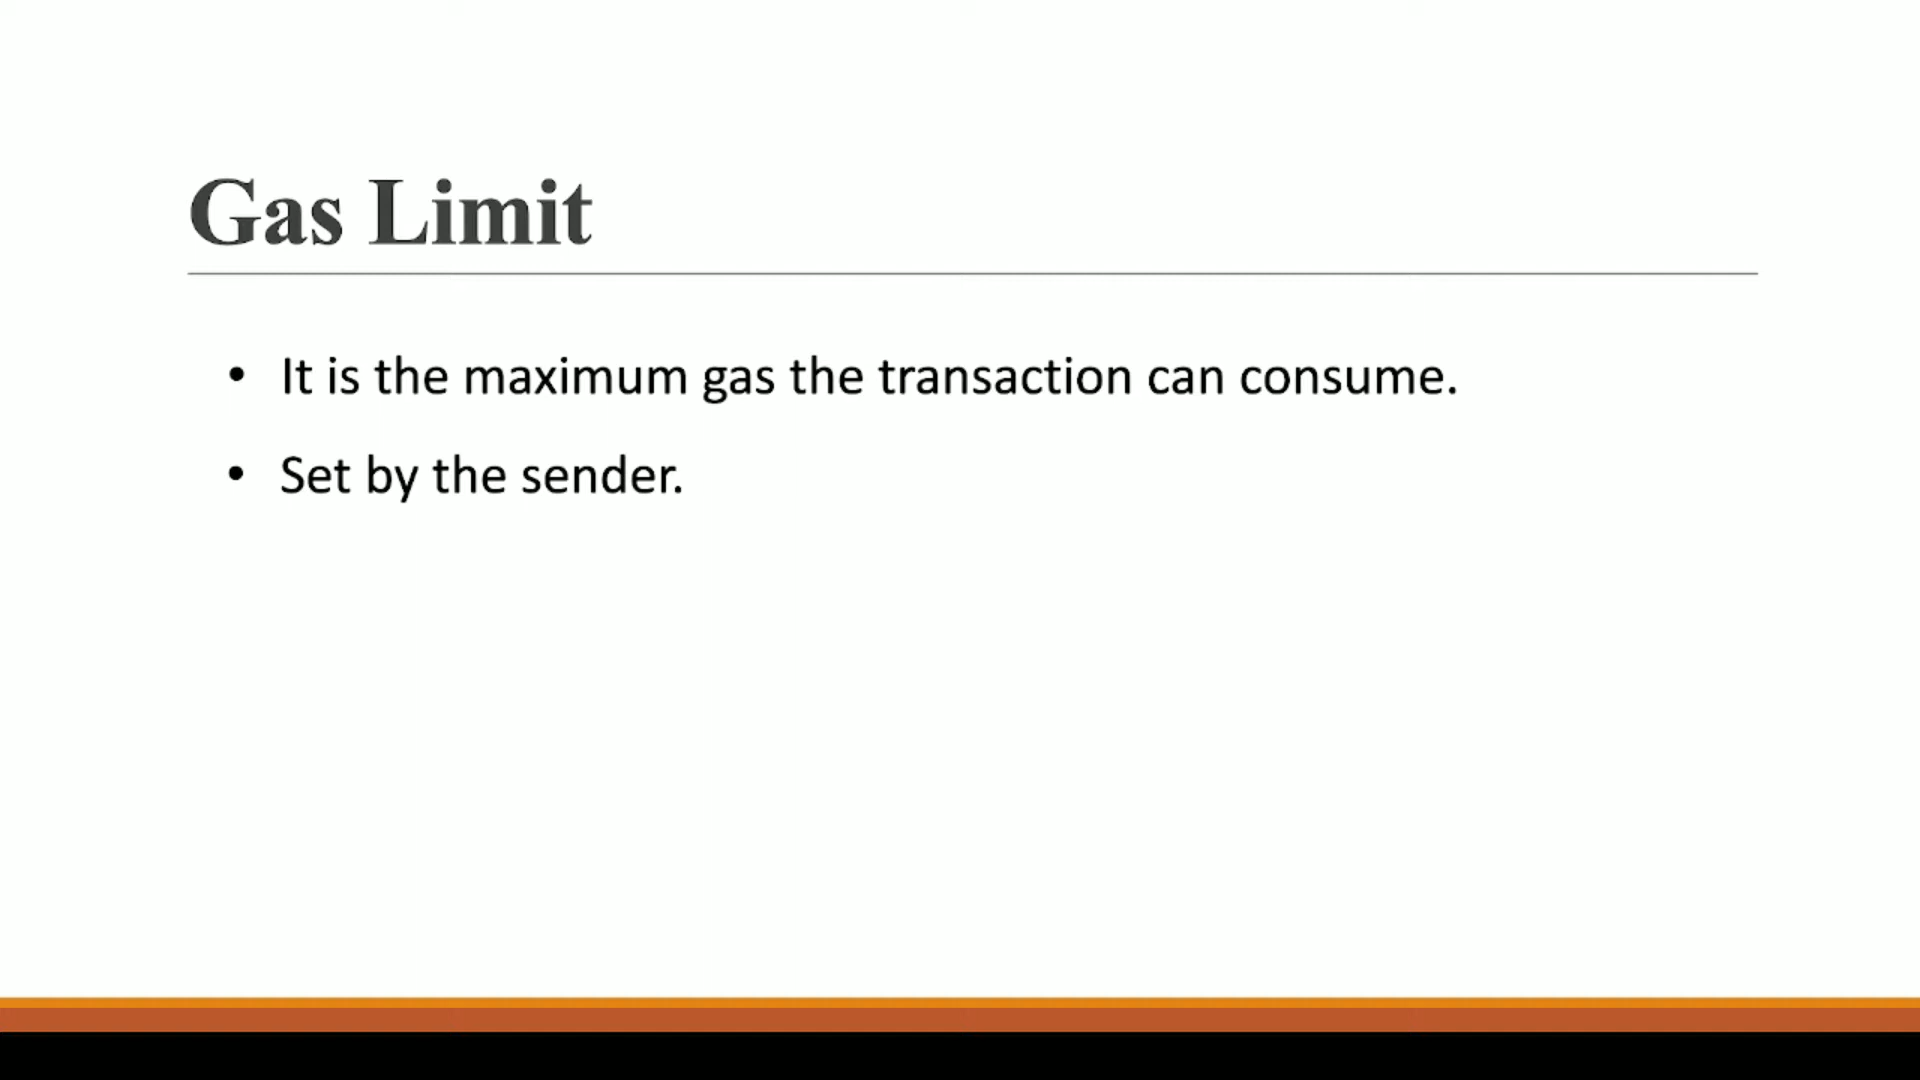 Gas Limit
• It is the maximum gas the transaction can consume.
• Set by the sender.